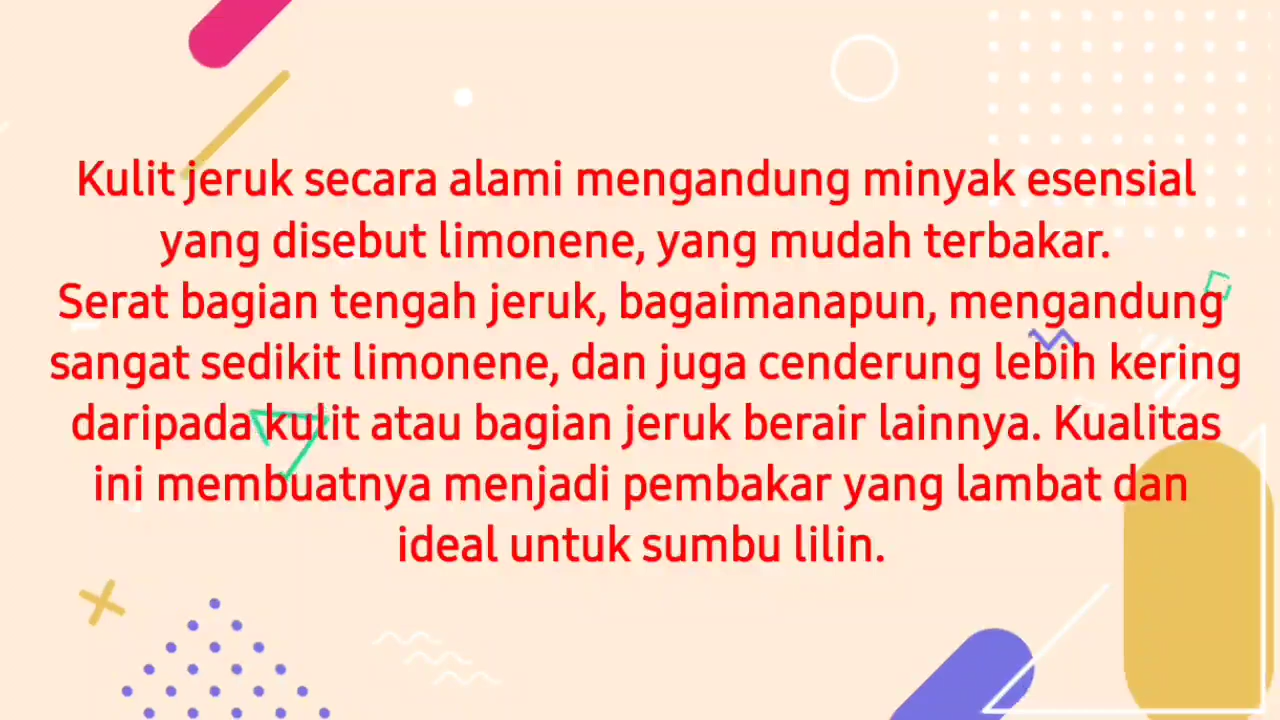 Kulit jeruk secara alami mengandung minyak esensial
yang disebut limonene, yang mudah terbakar.
Serat bagian tengah jeruk, bagaimanapun, mengandung
sangat sedikit limonene, dan juga cenderung lebih kering
daripada kulit atau bagian jeruk berair lainnya. Kualitas
ini membuatnya menjadi pembakar yang lambat dan
ideal untuk sumbu lilin.